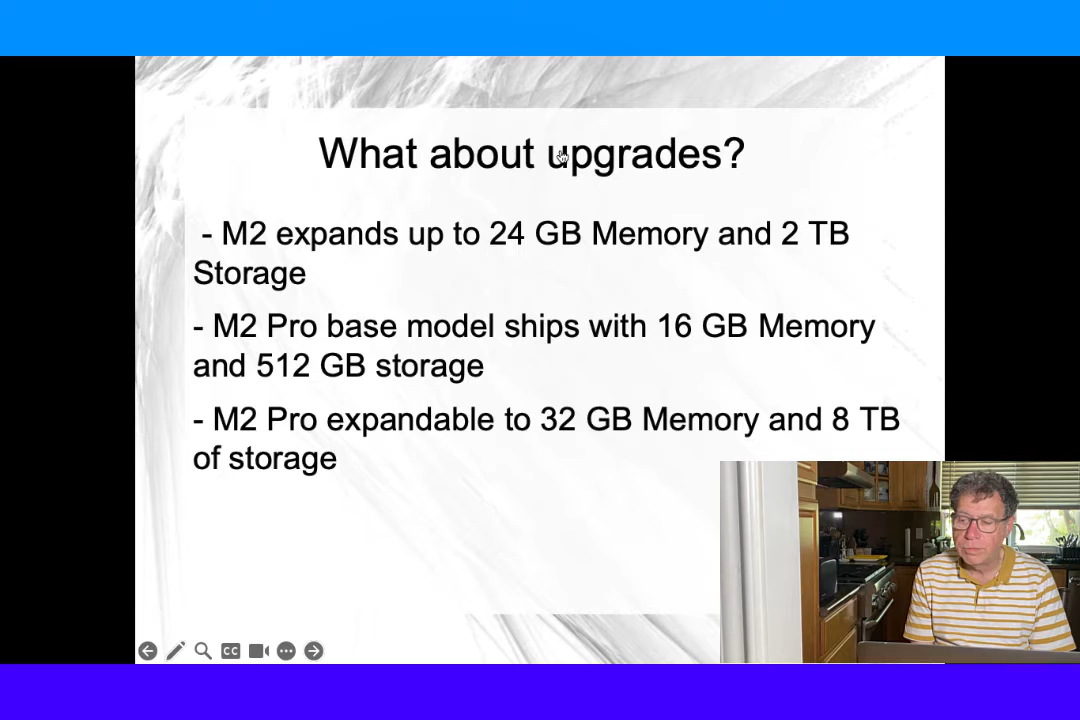 What about upgrades?
- M2 expands up to 24 GB Memory and 2 TB
Storage
- M2 Pro base model ships with 16 GB Memory
and 512 GB storage
- M2 Pro expandable to 32 GB Memory and 8 TB
of storage
CC